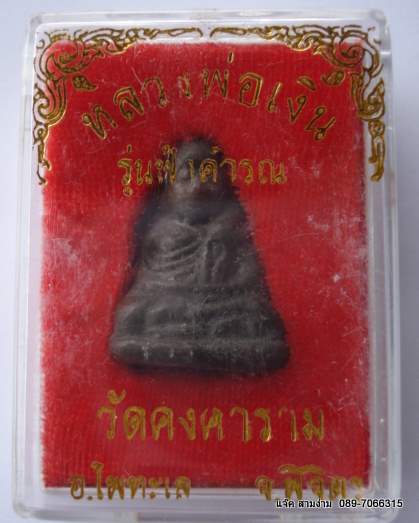 หลวงพ่อเงิน
รุ่นฟ้าคำรณ
วัดคงคาราม
อ.โพทะเล จ.พิจิตร
แจ๊ค สามง่าม 089-7066315